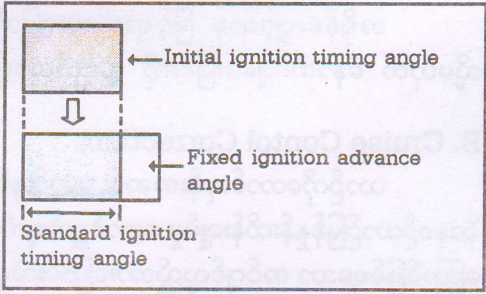 Initial ignition timing angle
Fixed ignition advance
angle
Standard ignition
timing angle